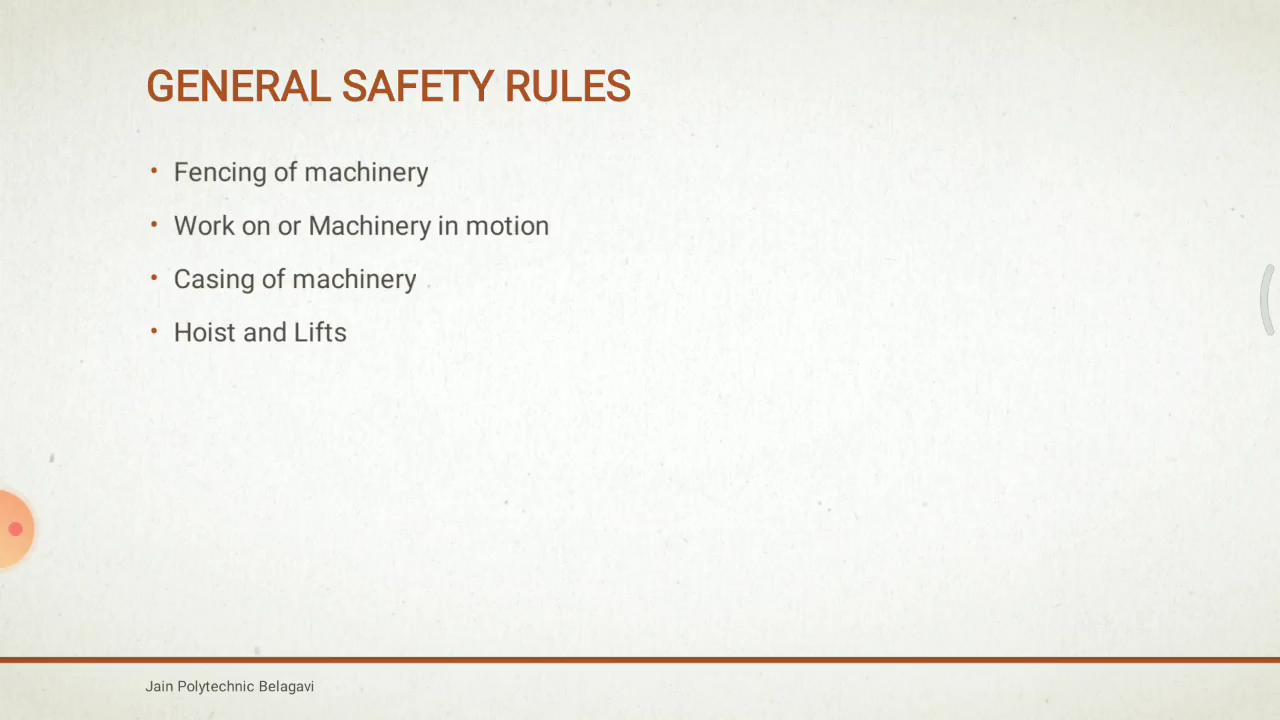 GENERAL SAFETY RULES
• Fencing of machinery
• Work on or Machinery in motion
• Casing of machinery
• Hoist and Lifts
Jain Polytechnic Belagavi